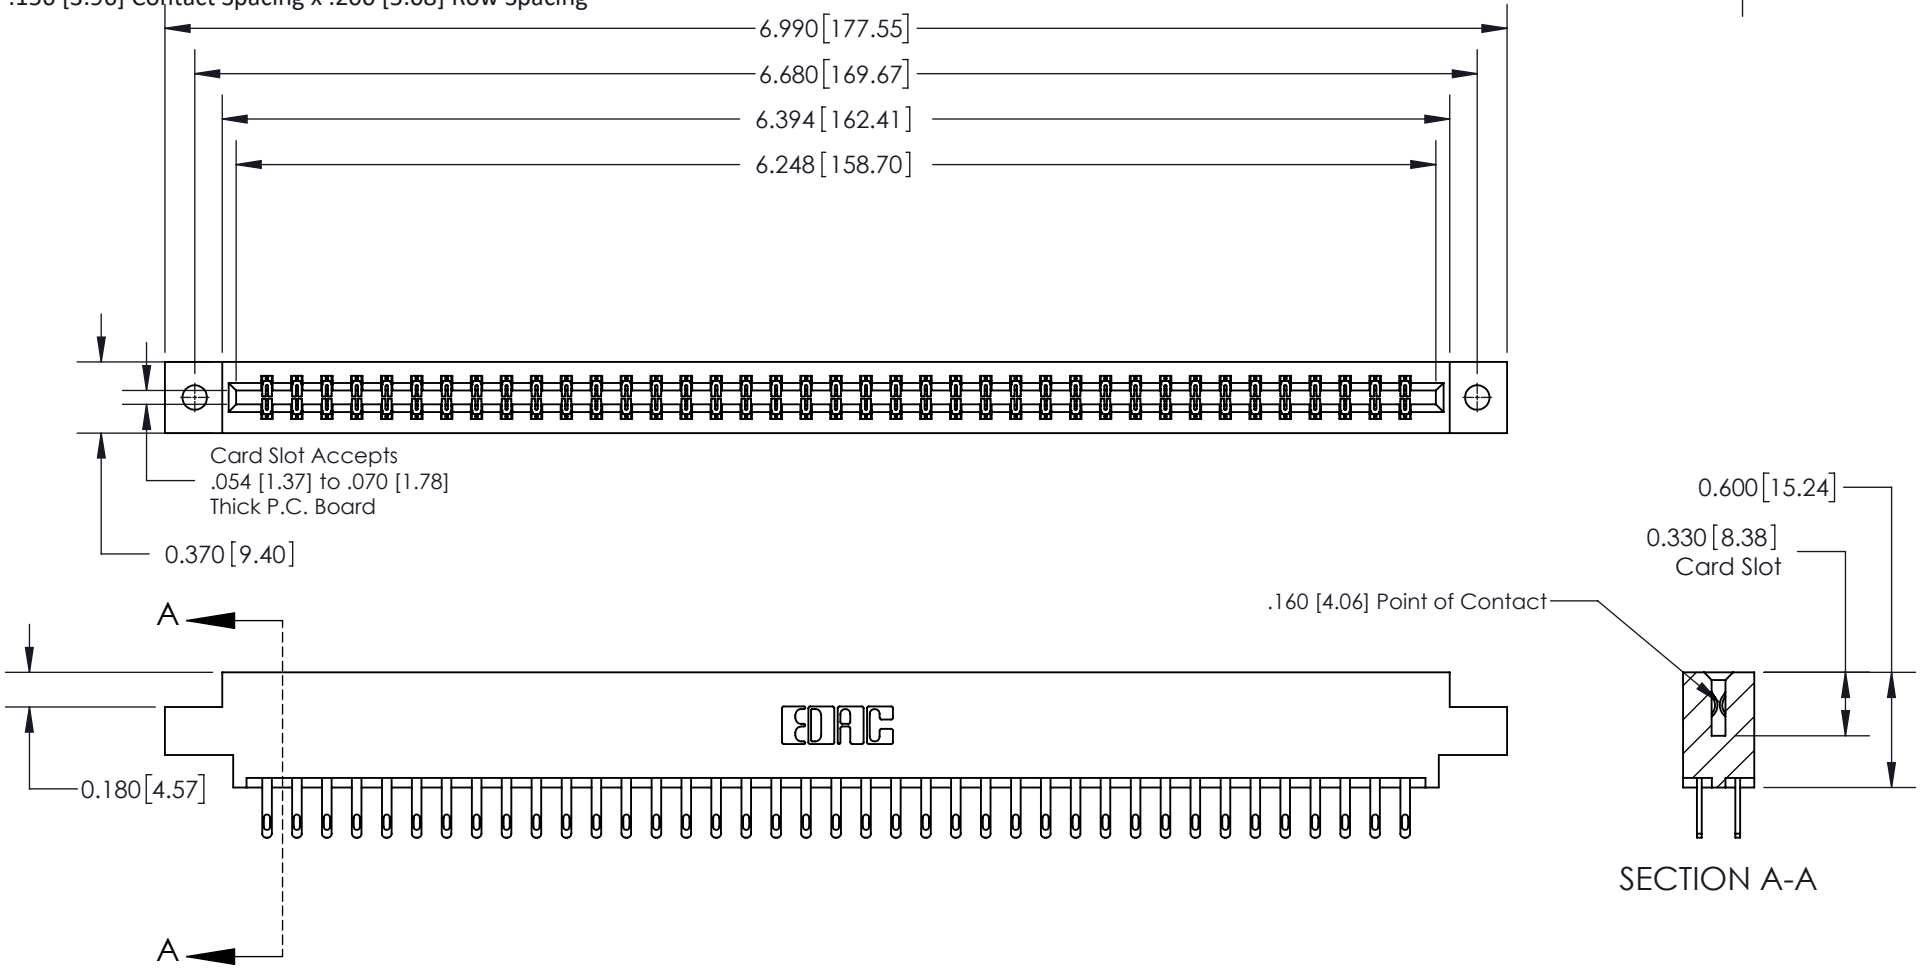 .156 [3.96] Contact Spacing x .200 [5.08] Row Spacing
6.990[177.55]
6.680[169.67]
6.394[162.41]
6.248[158.70]
Card Slot Accepts
.054 [1.37] to .070 [1.78]
Thick P.C. Board
0.370[9.40]
0.600[15.24]
0.330[8.38]
Card Slot
.160 [4.06] Point of Contact
A
EDAC
0.180[4.57]
SECTION A-A
A